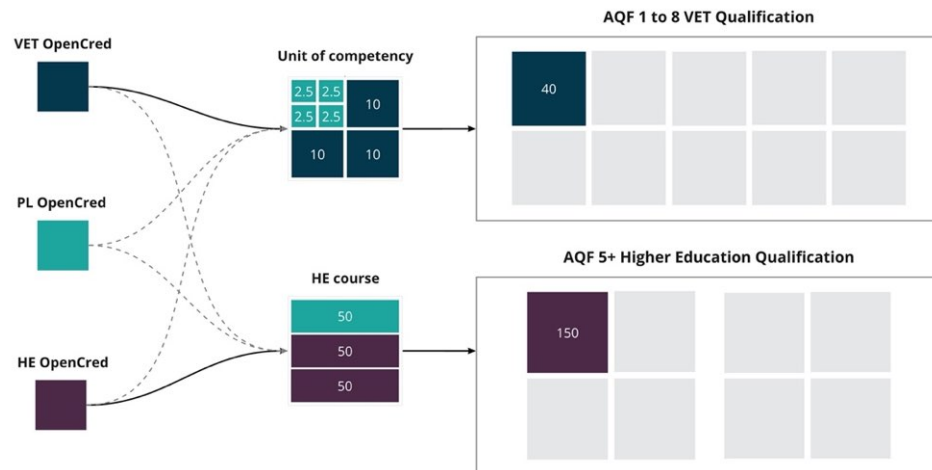 VET OpenCred
PL OpenCred
HE OpenCred
Unit of competency
2.5 2.5 10
2.5 2.5
10 10
HE course
50
50
50
AQF 1 to 8 VET Qualification
40
AQF 5+ Higher Education Qualification
150